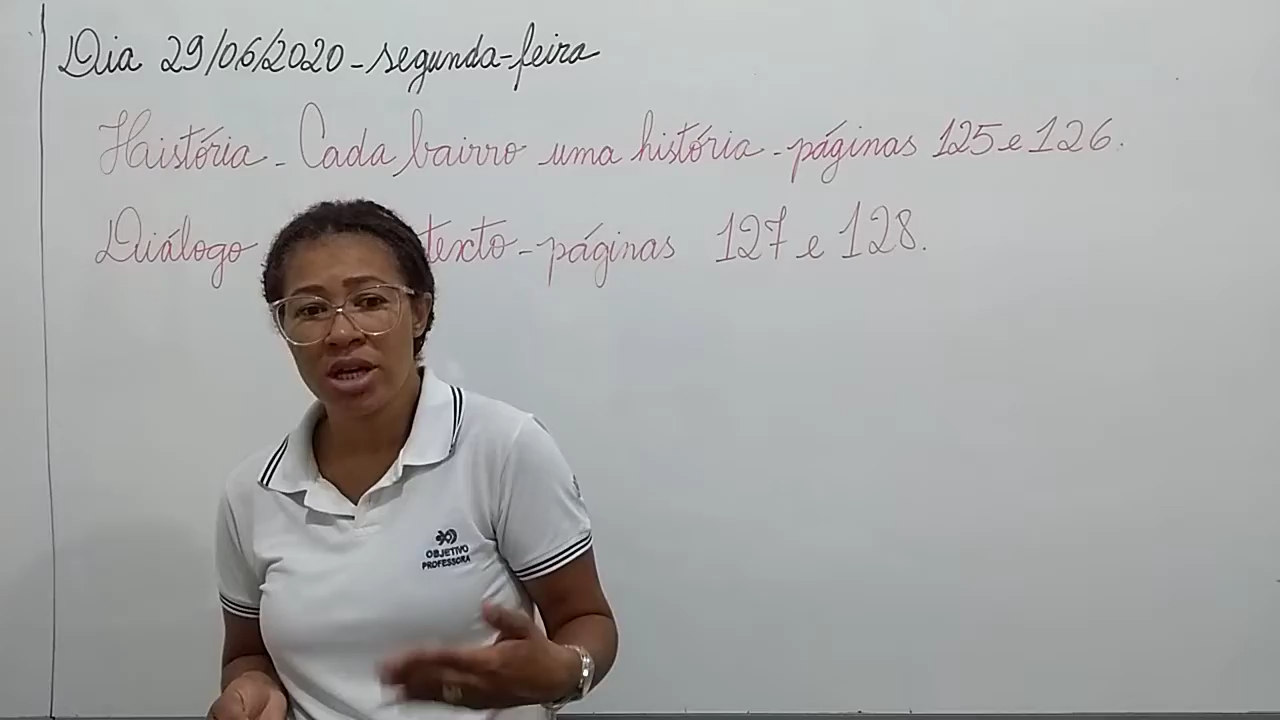 Dia 29/06/2020 - segunda-feira
História - Cada bairro uma história - páginas 125 e 126.
Diálogo texto - páginas 127 e 128.
OBJETIVO
PROFESSORA